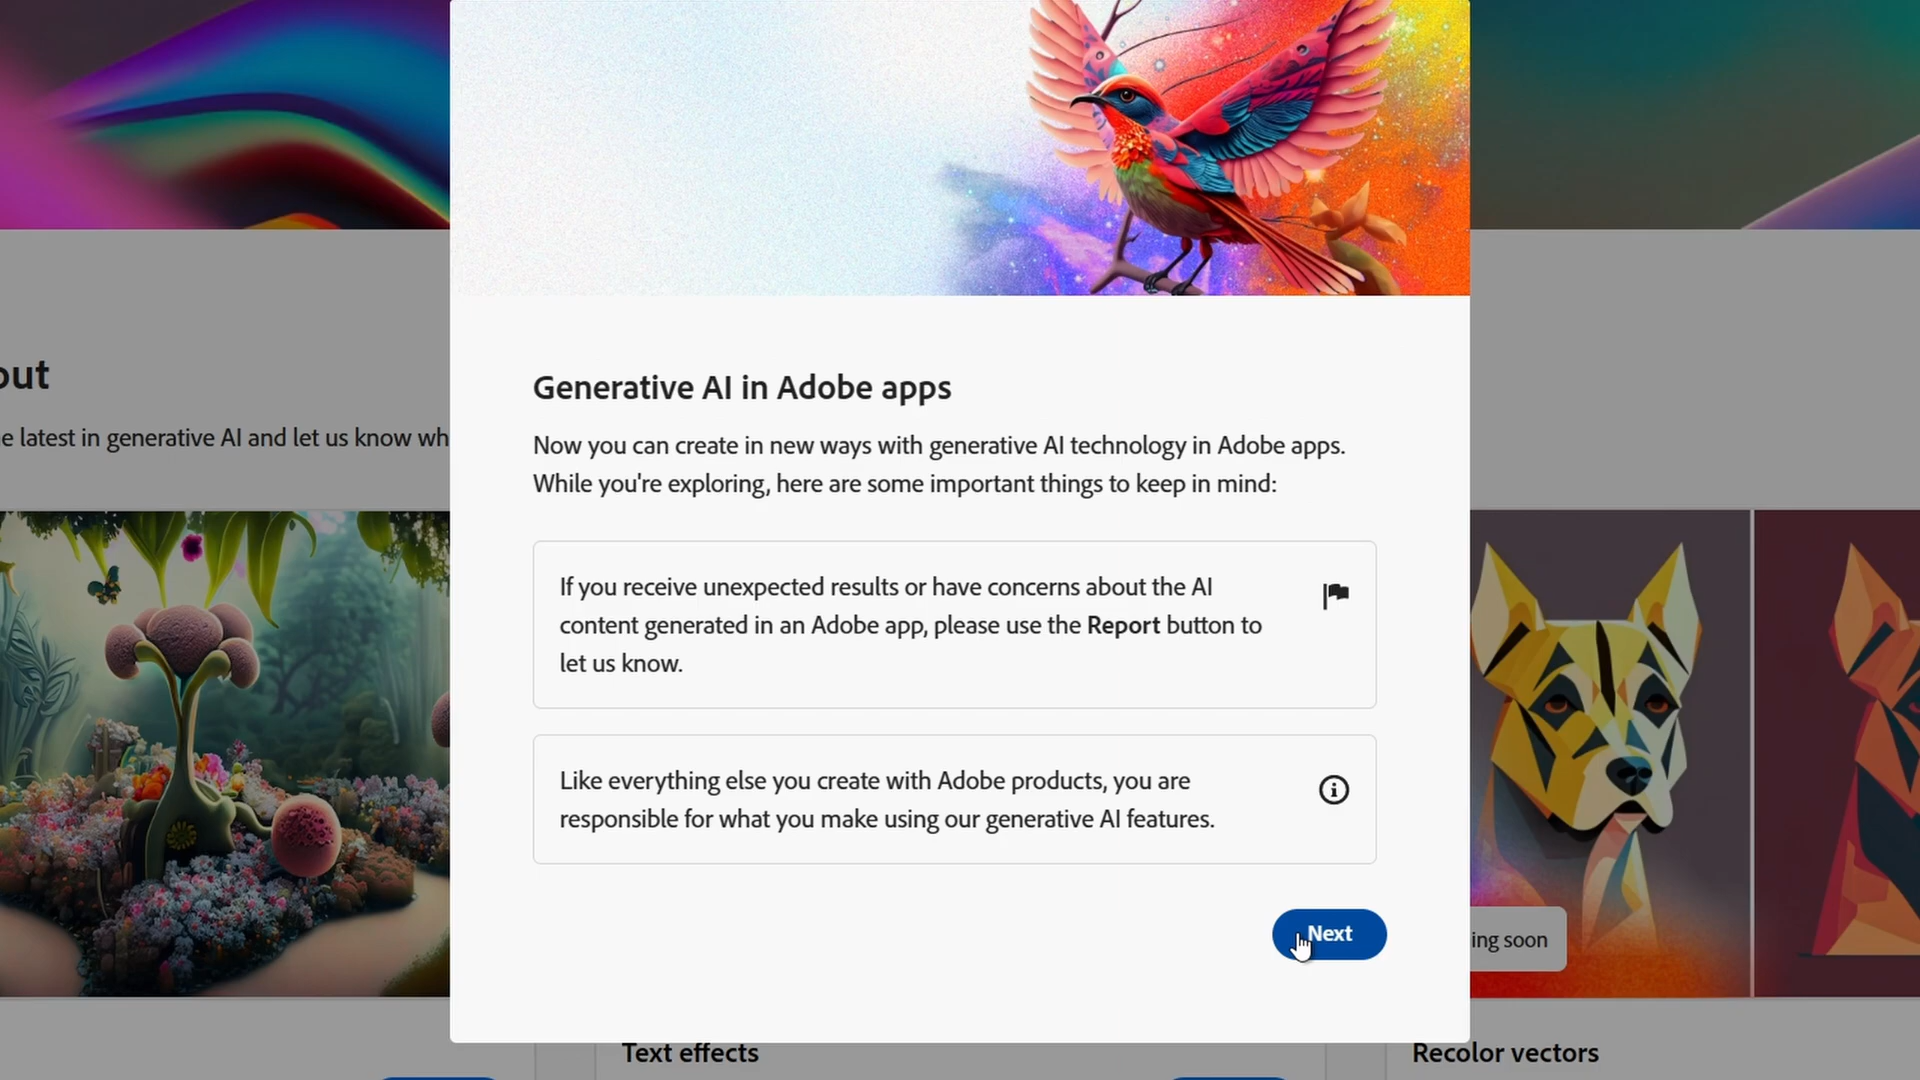 out
e latest in generative AI and let us know wh
Generative AI in Adobe apps
Now you can create in new ways with generative AI technology in Adobe apps.
While you're exploring, here are some important things to keep in mind:
If you receive unexpected results or have concerns about the AI
content generated in an Adobe app, please use the Report button to
let us know.
Like everything else you create with Adobe products, you are
responsible for what you make using our generative AI features.
Next
ing soon
Text effects
Recolor vectors